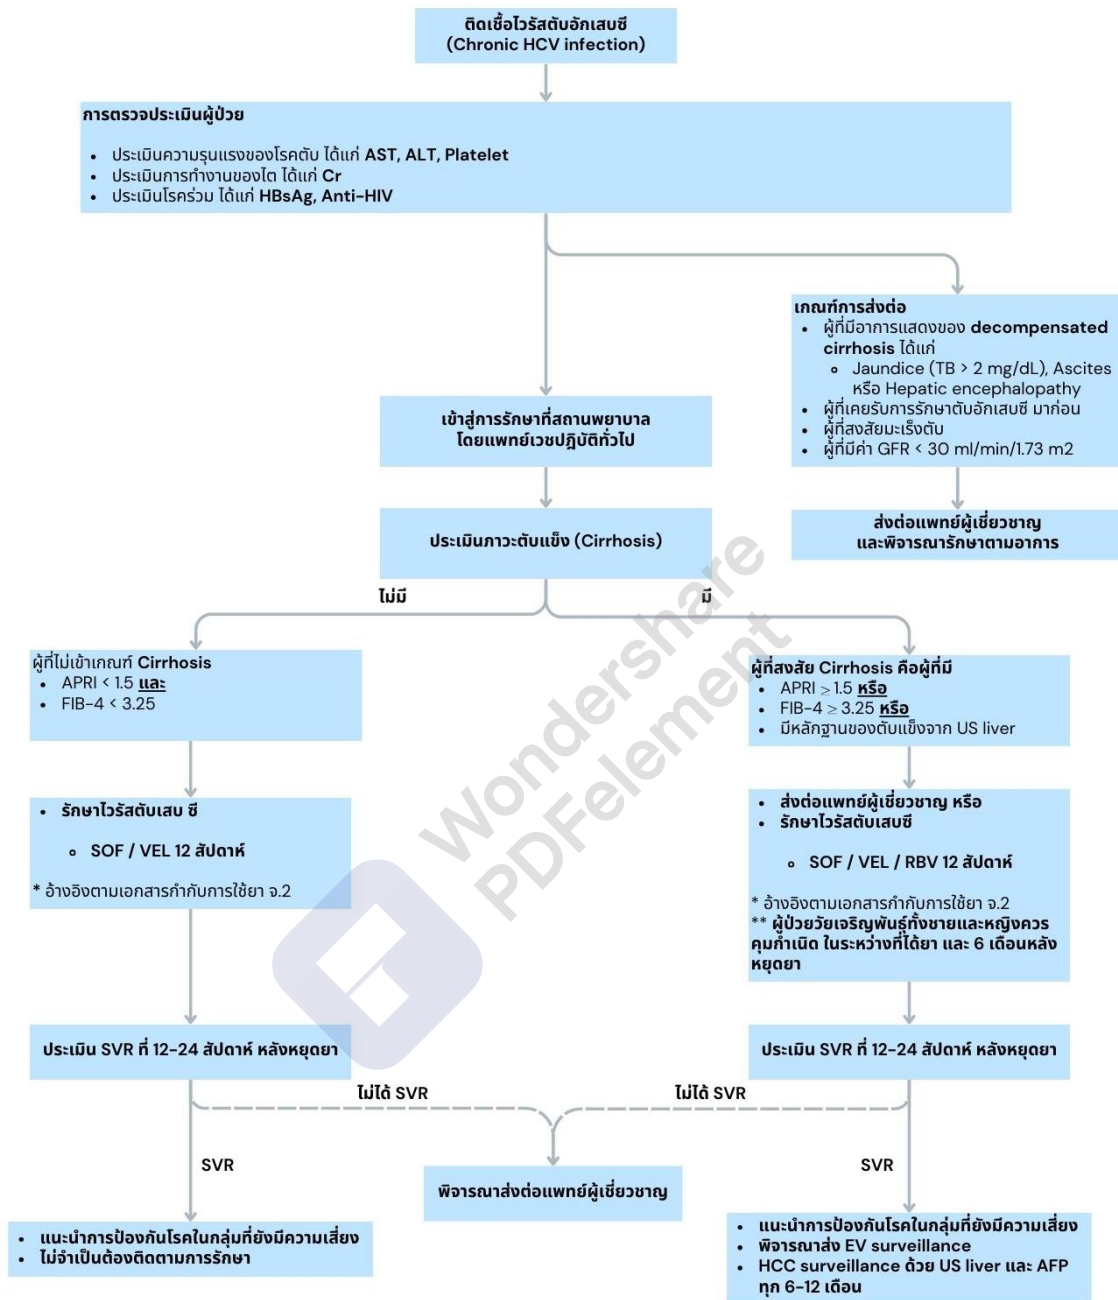 ติดเชื้อไวรัสตับอักเสบซี
(Chronic HCV infection)
การตรวจประเมินผู้ป่วย
• ประเมินความรุนแรงของโรคตับ ได้แก่ AST, ALT, Platelet
• ประเมินการทำงานของไต ได้แก่ Cr
• ประเมินโรคร่วม ได้แก่ HBsAg, Anti-HIV
เกณฑ์การส่งต่อ
• ผู้ที่มีอาการแสดงของ decompensated
cirrhosis ได้แก่
Jaundice (TB > 2 mg/dL), Ascites
หรือ Hepatic encephalopathy
• ผู้ที่เคยรับการรักษาตับอักเสบซี มาก่อน
• ผู้ที่สงสัยมะเร็งตับ
• ผู้ที่มีค่า GFR < 30 ml/min/1.73 m2
ส่งต่อแพทย์ผู้เชี่ยวชาญ
และพิจารณารักษาตามอาการ
เข้าสู่การรักษาที่สถานพยาบาล
โดยแพทย์เวชปฏิบัติทั่วไป
ประเมินภาวะตับแข็ง (Cirrhosis)
ไม่มี
มี
ผู้ที่ไม่เข้าเกณฑ์ Cirrhosis
• APRI < 1.5 และ
• FIB-4 < 3.25
• รักษาไวรัสตับเสบ ซี
SOF / VEL 12 สัปดาห์
* อ้างอิงตามเอกสารกำกับการใช้ยา จ.2
ประเมิน SVR ที่ 12-24 สัปดาห์ หลังหยุดยา
ผู้ที่สงสัย Cirrhosis คือผู้ที่มี
• APRI ≥ 1.5 หรือ
• FIB-4 ≥ 3.25 หรือ
• มีหลักฐานของตับแข็งจาก US liver
• ส่งต่อแพทย์ผู้เชี่ยวชาญ หรือ
• รักษาไวรัสตับเสบซี
SOF / VEL / RBV 12 สัปดาห์
* อ้างอิงตามเอกสารกำกับการใช้ยา จ.2
** ผู้ป่วยวัยเจริญพันธุ์ทั้งชายและหญิงควร
คุมกำเนิด ในระหว่างที่ได้ยา และ 6 เดือนหลัง
หยุดยา
ประเมิน SVR ที่ 12-24 สัปดาห์ หลังหยุดยา
ไม่ได้ SVR
ไม่ได้ SVR
SVR
SVR
พิจารณาส่งต่อแพทย์ผู้เชี่ยวชาญ
• แนะนำการป้องกันโรคในกลุ่มที่ยังมีความเสี่ยง
• ไม่จำเป็นต้องติดตามการรักษา
• แนะนำการป้องกันโรคในกลุ่มที่ยังมีความเสี่ยง
• พิจารณาส่ง EV surveillance
• HCC surveillance ด้วย US liver และ AFP
ทุก 6-12 เดือน
Wondershare
PDFelement